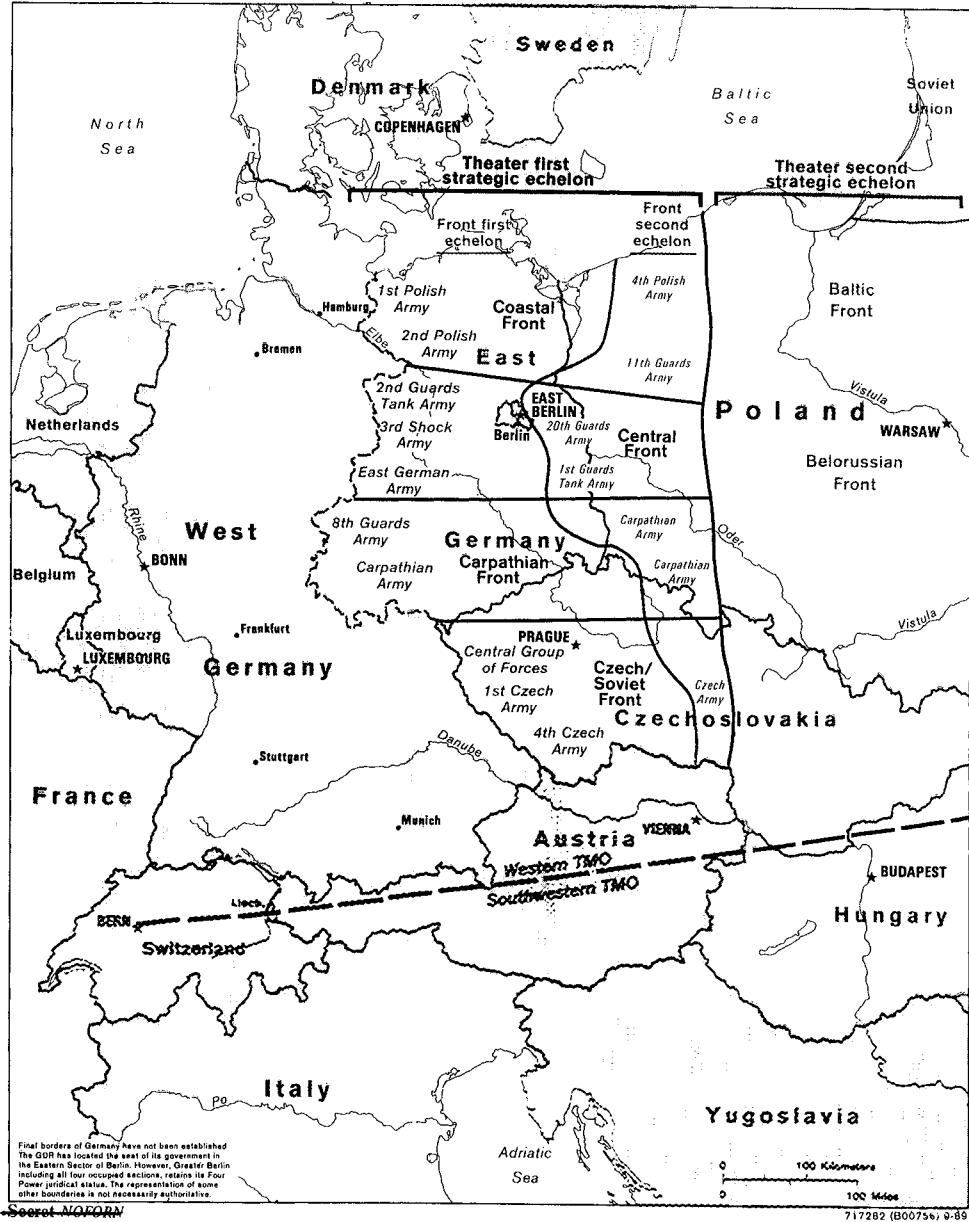 Sweden
Denmark
COPENHAGEN
Baltic
Sea
Soviet
Union
North
Sea
Theater first
strategic echelon
Theater second
strategic echelon
Front first
echelon
Front
second
echelon
1st Polish
Army
Hamburg
Elbe
2nd Polish
Army
Coastal
Front
East
4th Polish
Army
11th Guards
Army
Baltic
Front
Bremen
Netherlands
2nd Guards
Tank Army
3rd Shock
Army
East German
Army
EAST
BERLIN
Berlin
20th Guards
Army
1st Guards
Tank Army
Central
Front
Poland
Vistula
WARSAW
Belorussian
Front
Rhine
West
BONN
Belgium
8th Guards
Army
Carpathian
Army
Germany
Carpathian
Front
Carpathian
Army
Carpathian
Army
Oder
Vistula
Luxembourg
LUXEMBOURG
Frankfurt
Germany
PRAGUE
Central Group
of Forces
1st Czech
Army
4th Czech
Army
Czech/
Soviet
Front
Czech
Army
Czechoslovakia
Danube
Stuttgart
France
Munich
Austria
VIENNA
Western TMO
Southwestern TMO
BUDAPEST
Hungary
BERN
Liech.
Switzerland
Italy
Po
Adriatic
Sea
Yugoslavia
Final borders of Germany have not been established
The GDR has located the seat of its government in
the Eastern Sector of Berlin. However, Greater Berlin
including all four occupied sections, retains its Four
Power juridical status. The representation of some
other boundaries is not necessarily authoritative.
0 100 Kilometers
0 100 Miles
Secret NOFORN
717282 (B00756) 9-89